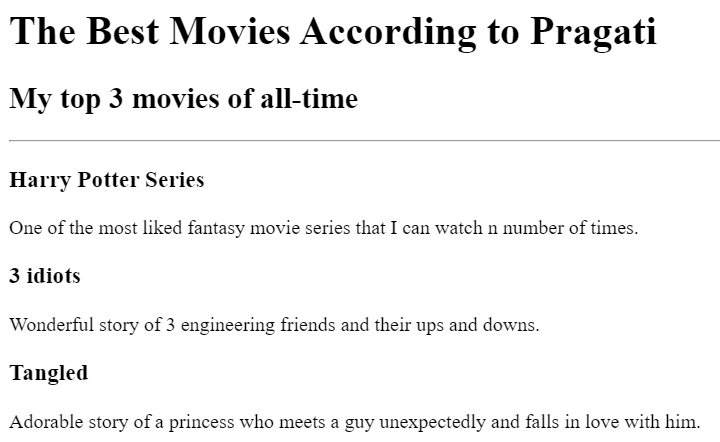 The Best Movies According to Pragati
My top 3 movies of all-time
Harry Potter Series
One of the most liked fantasy movie series that I can watch n number of times.
3 idiots
Wonderful story of 3 engineering friends and their ups and downs.
Tangled
Adorable story of a princess who meets a guy unexpectedly and falls in love with him.